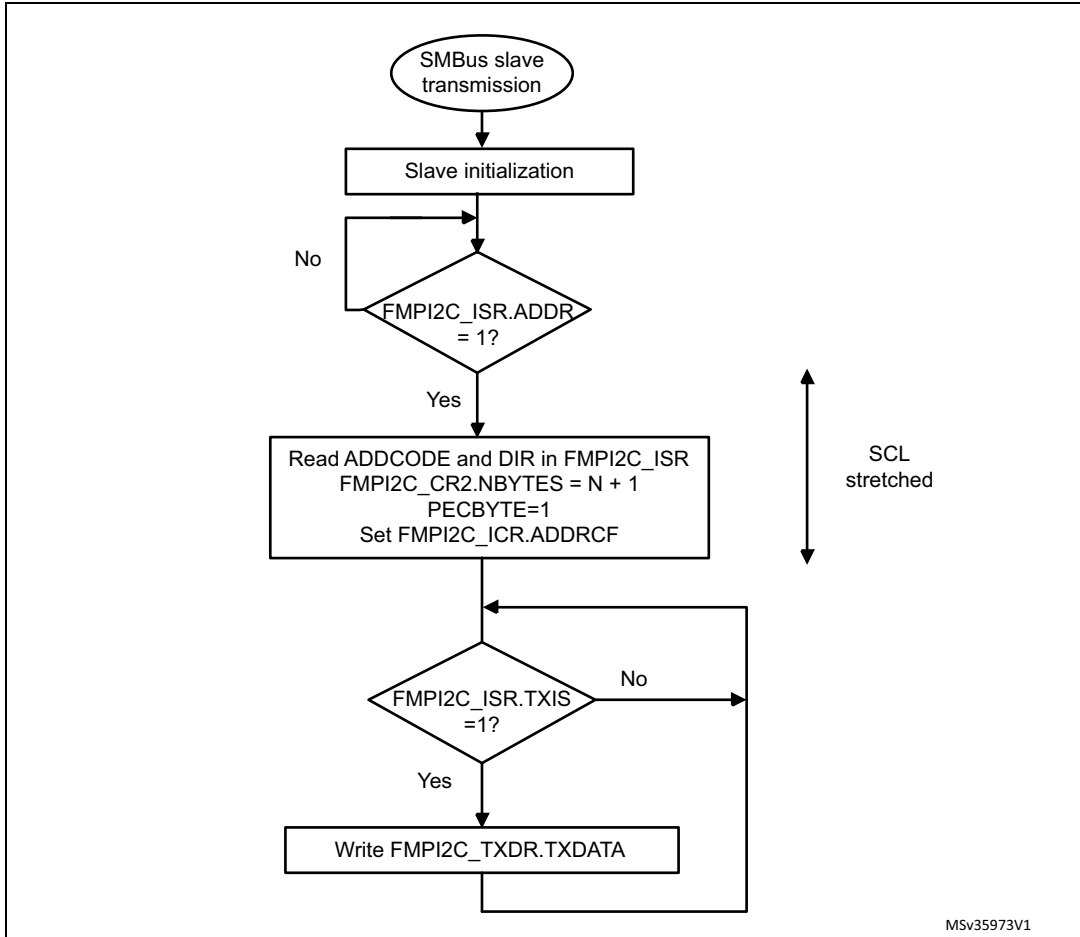 SMBus slave
transmission
Slave initialization
No
FMPI2C_ISR.ADDR
= 1?
Yes
SCL
stretched
Read ADDCODE and DIR in FMPI2C_ISR
FMPI2C_CR2.NBYTES = N + 1
PECBYTE=1
Set FMPI2C_ICR.ADDRCF
FMPI2C_ISR.TXIS
=1?
No
Yes
Write FMPI2C_TXDR.TXDATA
MSv35973V1